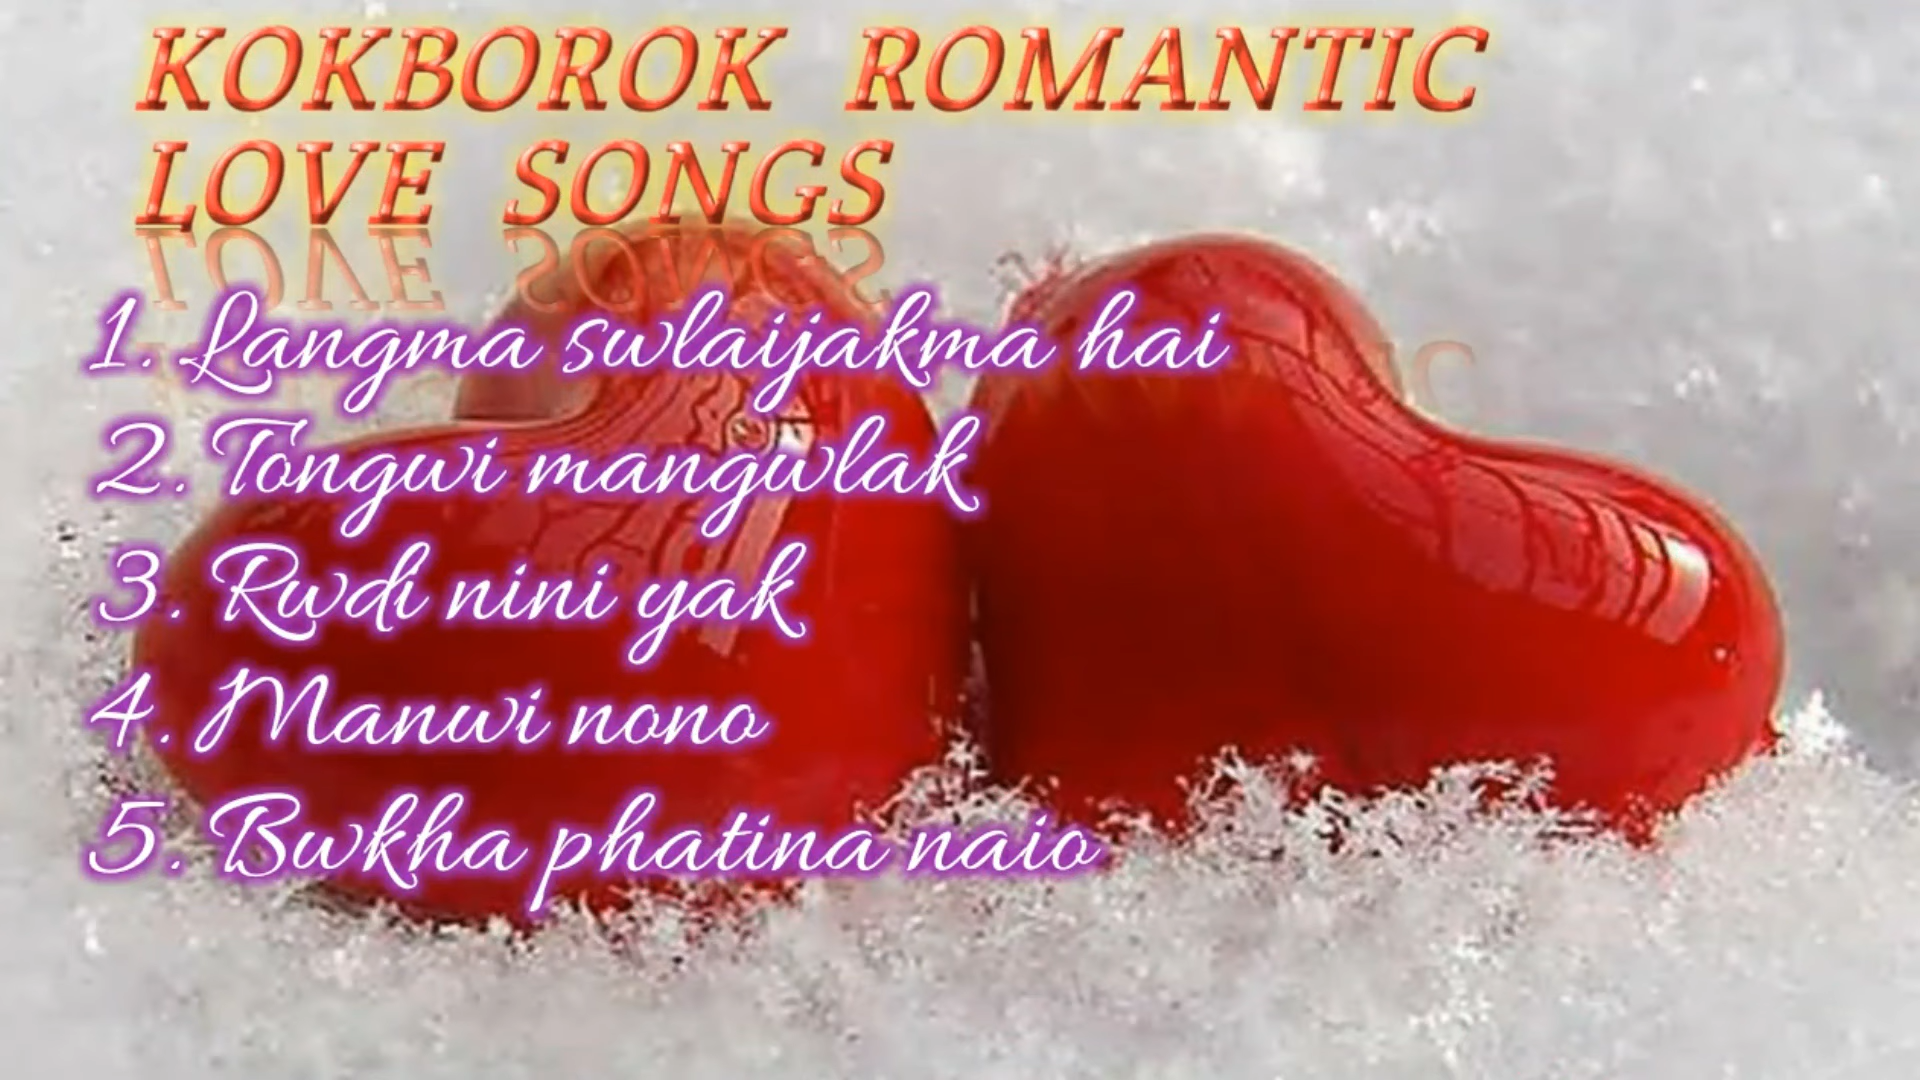 KOKBOROK ROMANTIC
LOVE SONGS
1. Langma swlaijakma hai
2. Tongwi mangwlak
3. Rwdi nini yak
4. Manwi nono
5. Bwkha phatina naio